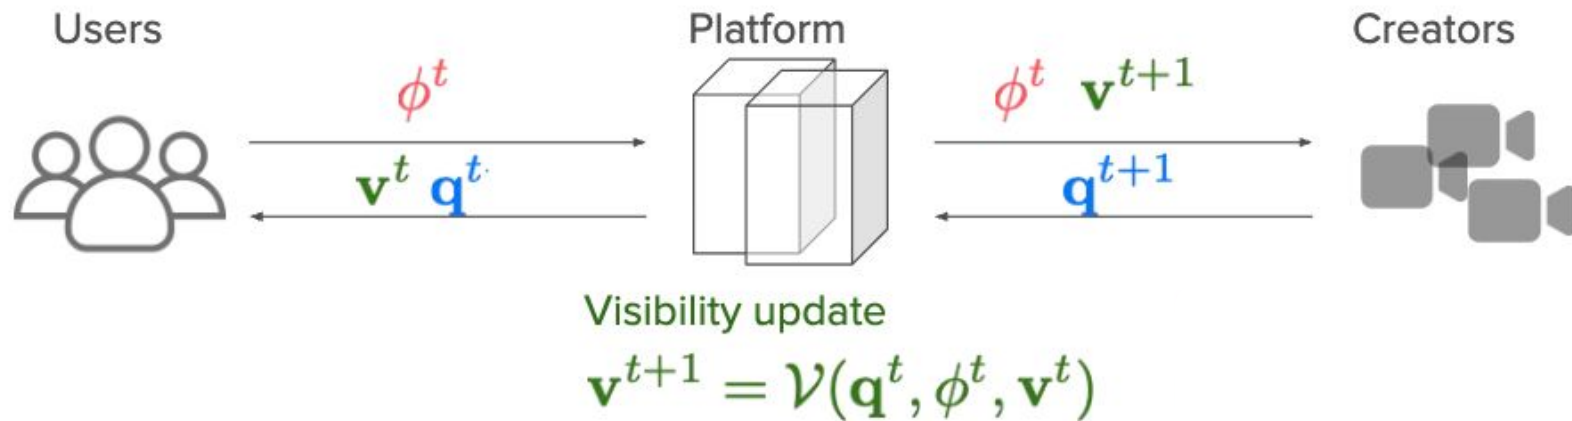 Users Platform Creators
ϕ^t ϕ^t v^{t+1}
v^t q^t q^{t+1}
Visibility update
v^{t+1} = 𝒱(q^t, ϕ^t, v^t)